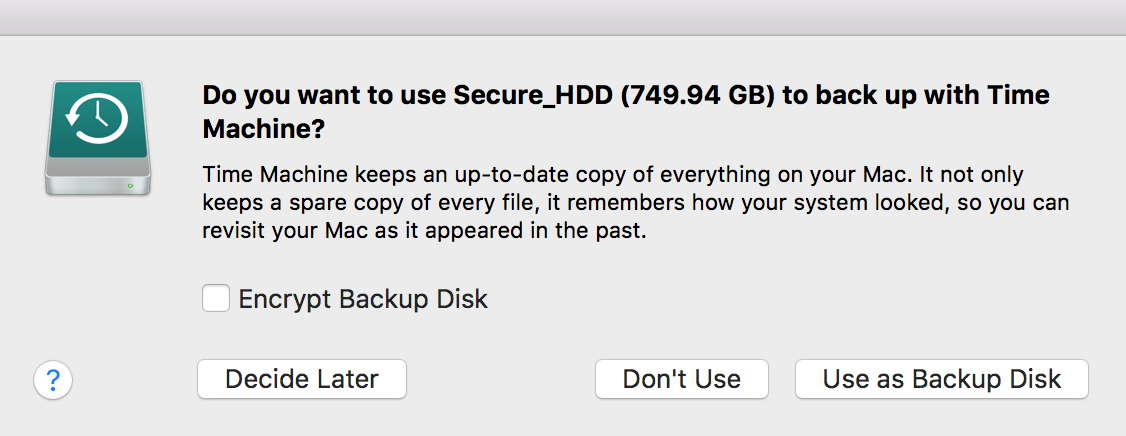 Do you want to use Secure_HDD (749.94 GB) to back up with Time
Machine?
Time Machine keeps an up-to-date copy of everything on your Mac. It not only
keeps a spare copy of every file, it remembers how your system looked, so you can
revisit your Mac as it appeared in the past.
Encrypt Backup Disk
?
Decide Later
Don't Use
Use as Backup Disk